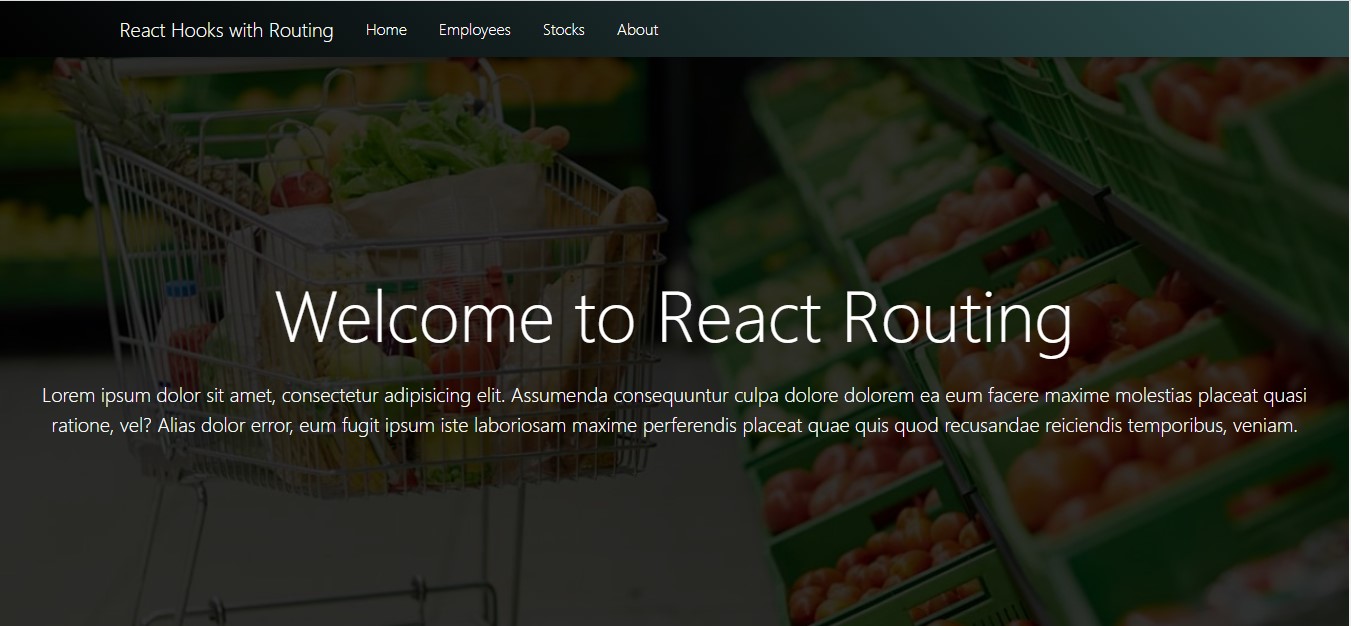 React Hooks with Routing Home Employees Stocks About
Welcome to React Routing
Lorem ipsum dolor sit amet, consectetur adipisicing elit. Assumenda consequuntur culpa dolore dolorem ea eum facere maxime molestias placeat quasi
ratione, vel? Alias dolor error, eum fugit ipsum iste laboriosam maxime perferendis placeat quae quis quod recusandae reiciendis temporibus, veniam.